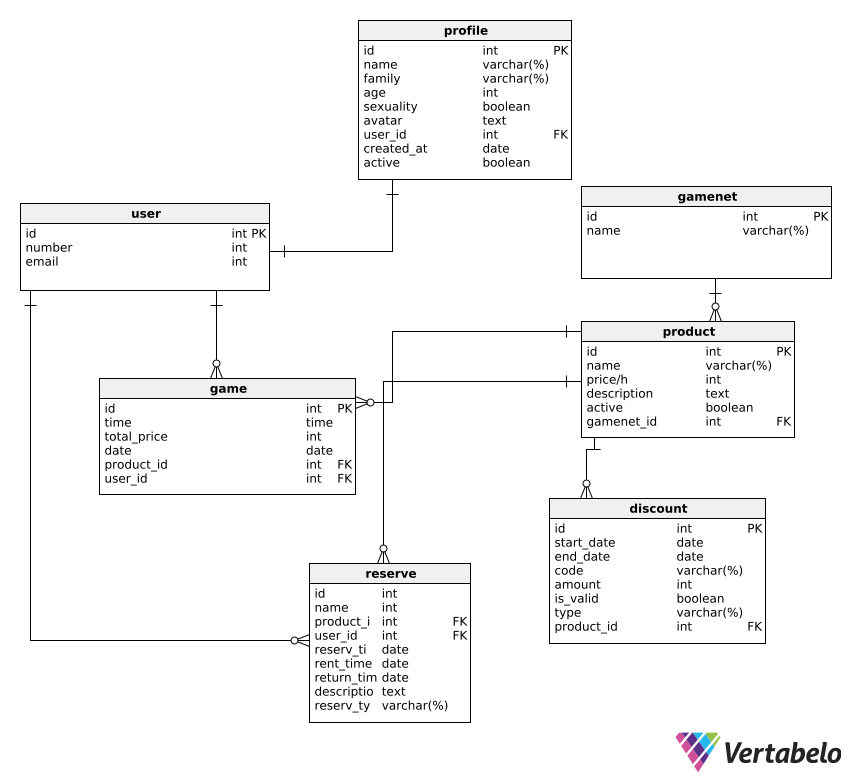 profile
id int PK
name varchar(%)
family varchar(%)
age int
sexuality boolean
avatar text
user_id int FK
created_at date
active boolean
gamenet
id int PK
name varchar(%)
user
id int PK
number int
email int
product
id int PK
name varchar(%)
price/h int
description text
active boolean
gamenet_id int FK
game
id int PK
time time
total_price int
date date
product_id int FK
user_id int FK
discount
id int PK
start_date date
end_date date
code varchar(%)
amount int
is_valid boolean
type varchar(%)
product_id int FK
reserve
id int
name int
product_i int FK
user_id int FK
reserv_ti date
rent_time date
return_tim date
descriptio text
reserv_ty varchar(%)
Vertabelo